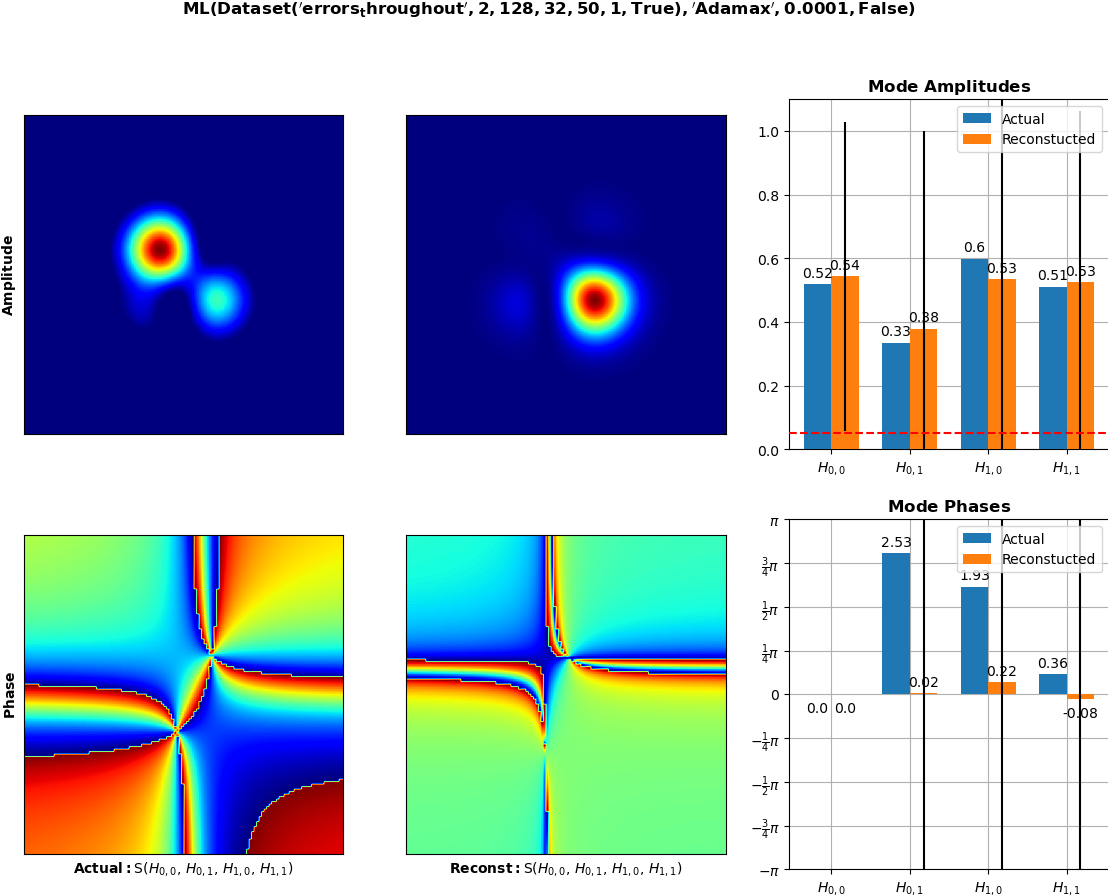 ML(Dataset('errors_throughout', 2, 128, 32, 50, 1, True), 'Adamax', 0.0001, False)
Amplitude
Mode Amplitudes
Actual
Reconstucted
1.0
0.8
0.6
0.4
0.2
0.0
0.52
0.54
0.33
0.38
0.6
0.53
0.51
0.53
H0,0
H0,1
H1,0
H1,1
Phase
Actual: S(H0,0, H0,1, H1,0, H1,1)
Reconst: S(H0,0, H0,1, H1,0, H1,1)
Mode Phases
Actual
Reconstucted
π
3/4π
1/2π
1/4π
0
−1/4π
−1/2π
−3/4π
−π
0.0
0.0
2.53
0.02
1.93
0.22
0.36
-0.08
H0,0
H0,1
H1,0
H1,1